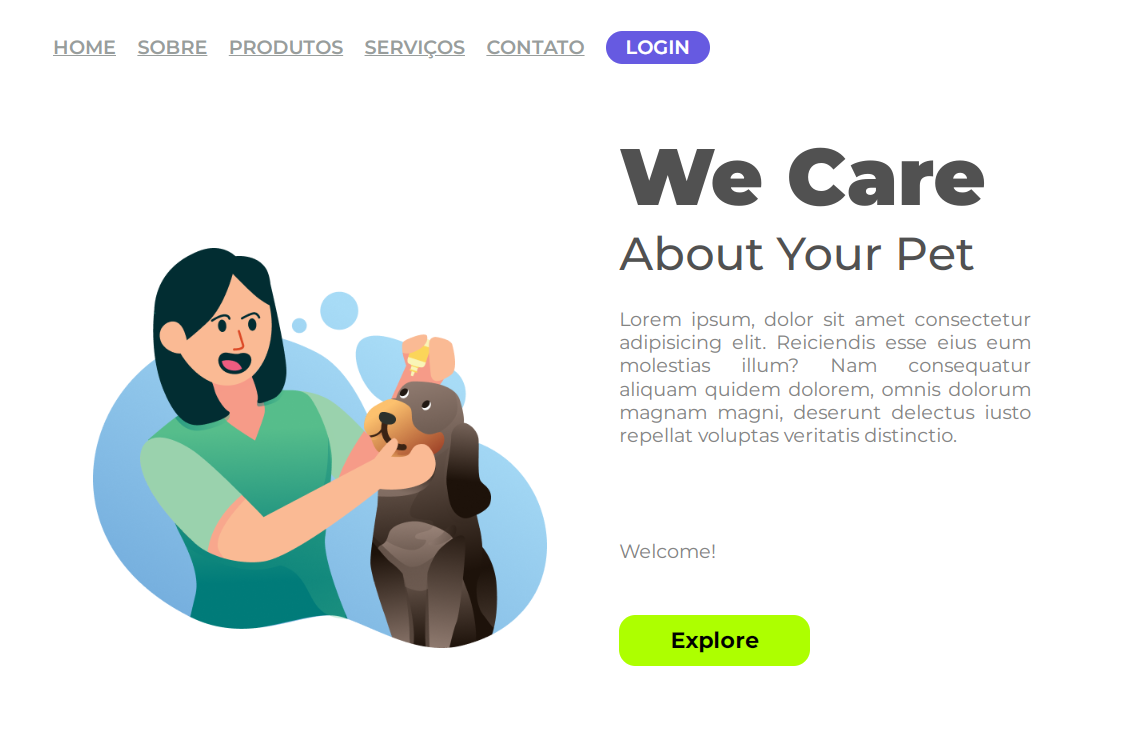 HOME SOBRE PRODUTOS SERVIÇOS CONTATO LOGIN
We Care
About Your Pet
Lorem ipsum, dolor sit amet consectetur
adipisicing elit. Reiciendis esse eius eum
molestias illum? Nam consequatur
aliquam quidem dolorem, omnis dolorum
magnam magni, deserunt delectus iusto
repellat voluptas veritatis distinctio.
Welcome!
Explore